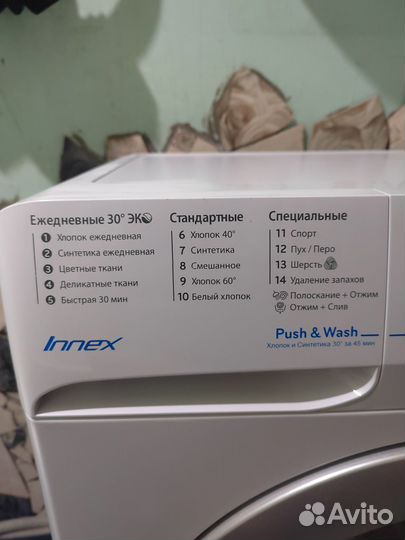 Ежедневные 30° ЭКО
1 Хлопок ежедневная
2 Синтетика ежедневная
3 Цветные ткани
4 Деликатные ткани
5 Быстрая 30 мин
Стандартные
6 Хлопок 40°
7 Синтетика
8 Смешанное
9 Хлопок 60°
10 Белый хлопок
Специальные
11 Спорт
12 Пух / Перо
13 Шерсть
14 Удаление запахов
Полоскание + Отжим
Отжим + Слив
Innex
Push & Wash
Хлопок и Синтетика 30° за 45 мин
Avito